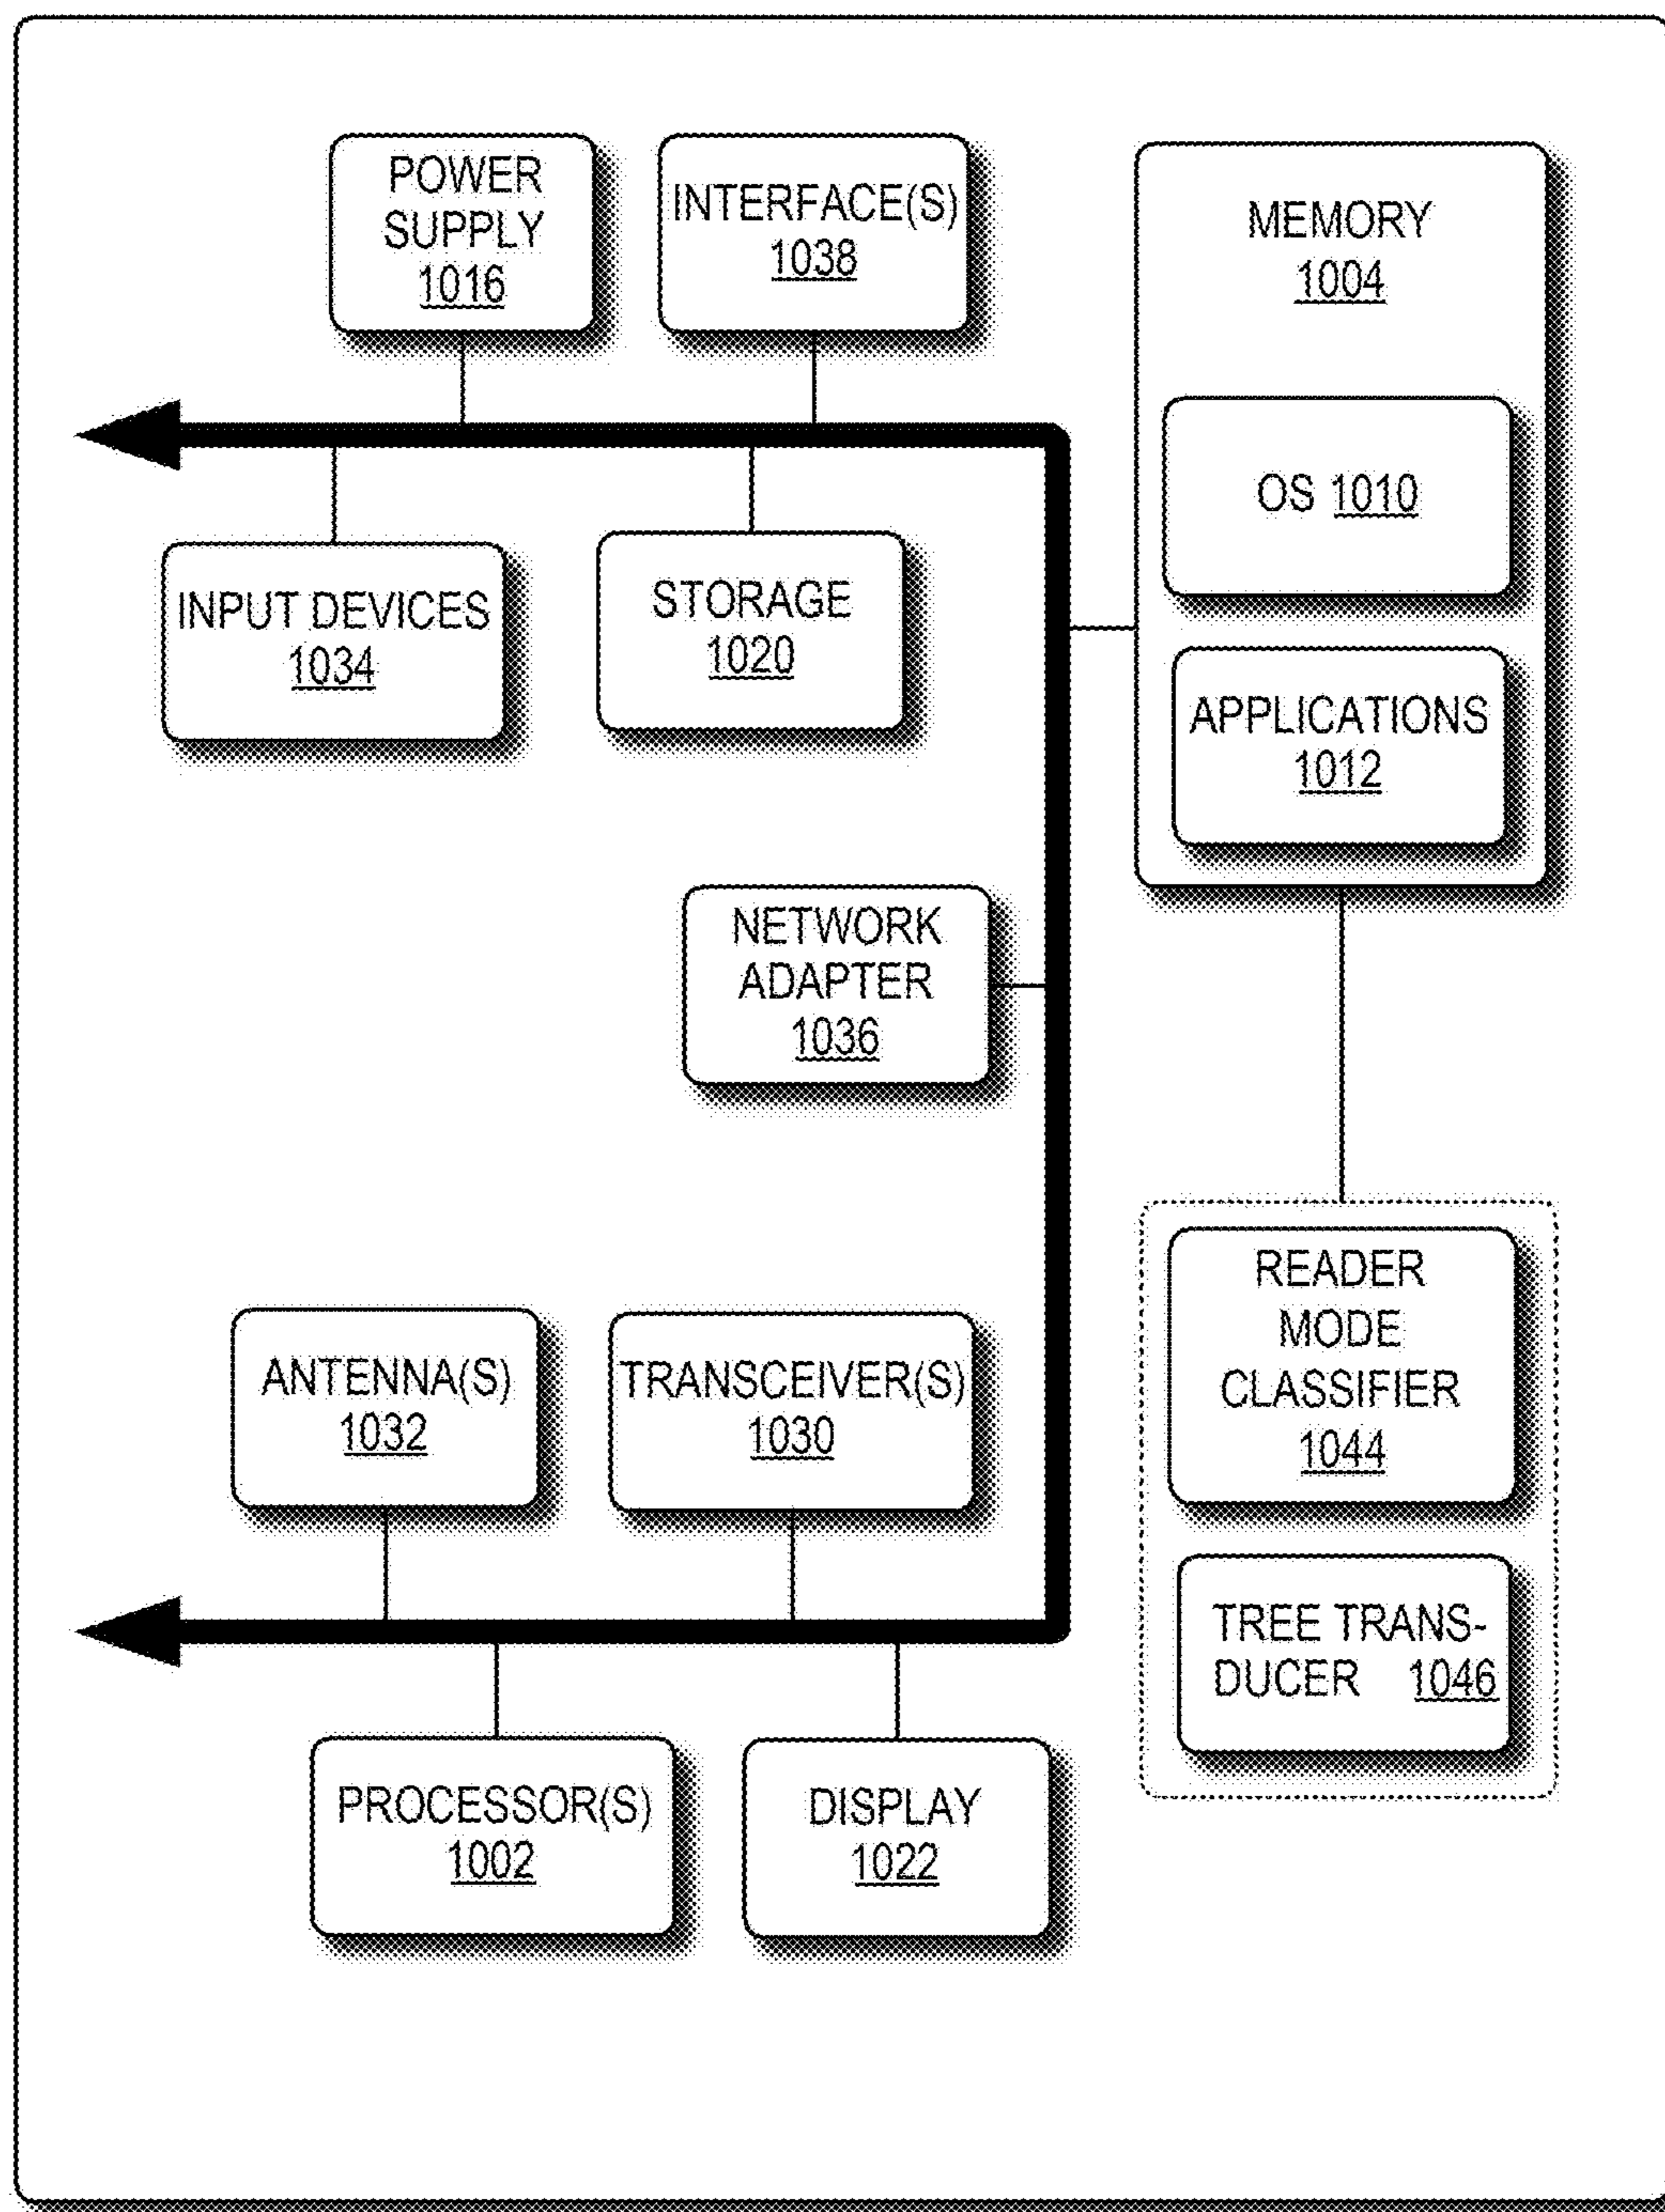 POWER
SUPPLY
1016
INTERFACE(S)
1038
MEMORY
1004
OS 1010
INPUT DEVICES
1034
STORAGE
1020
APPLICATIONS
1012
NETWORK
ADAPTER
1036
READER
MODE
CLASSIFIER
1044
ANTENNA(S)
1032
TRANSCEIVER(S)
1030
TREE TRANS-
DUCER 1046
PROCESSOR(S)
1002
DISPLAY
1022